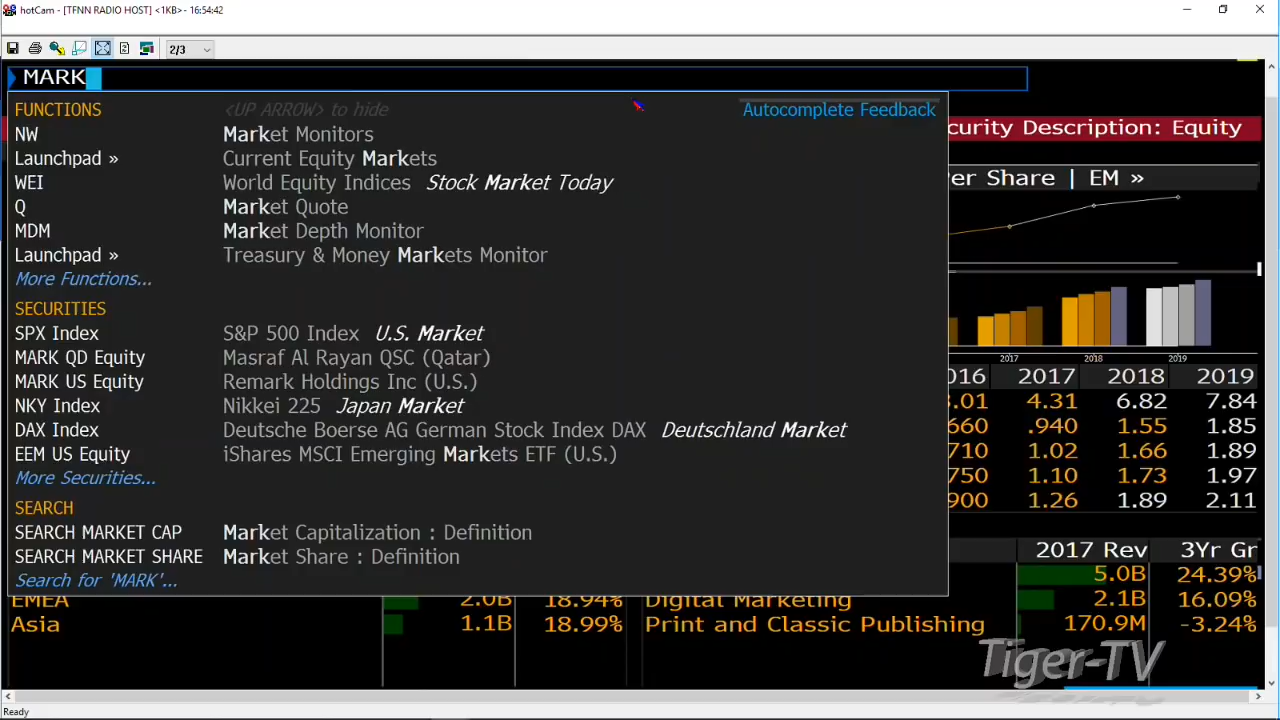 hotCam - [TFNN RADIO HOST] <1KB> - 16:54:42
2/3
MARK
FUNCTIONS <UP ARROW> to hide Autocomplete Feedback
NW Market Monitors
Launchpad » Current Equity Markets
WEI World Equity Indices Stock Market Today
Q Market Quote
MDM Market Depth Monitor
Launchpad » Treasury & Money Markets Monitor
More Functions...
SECURITIES
SPX Index S&P 500 Index U.S. Market
MARK QD Equity Masraf Al Rayan QSC (Qatar)
MARK US Equity Remark Holdings Inc (U.S.)
NKY Index Nikkei 225 Japan Market
DAX Index Deutsche Boerse AG German Stock Index DAX Deutschland Market
EEM US Equity iShares MSCI Emerging Markets ETF (U.S.)
More Securities...
SEARCH
SEARCH MARKET CAP Market Capitalization : Definition
SEARCH MARKET SHARE Market Share : Definition
Search for 'MARK'...
curity Description: Equity
Per Share | EM »
2017 2018 2019
016 2017 2018 2019
.01 4.31 6.82 7.84
660 .940 1.55 1.85
710 1.02 1.66 1.89
750 1.10 1.73 1.97
900 1.26 1.89 2.11
2017 Rev 3Yr Gr
5.0B 24.39%
EMEA 2.0B 18.94% Digital Marketing 2.1B 16.09%
Asia 1.1B 18.99% Print and Classic Publishing 170.9M -3.24%
Tiger-TV
Ready